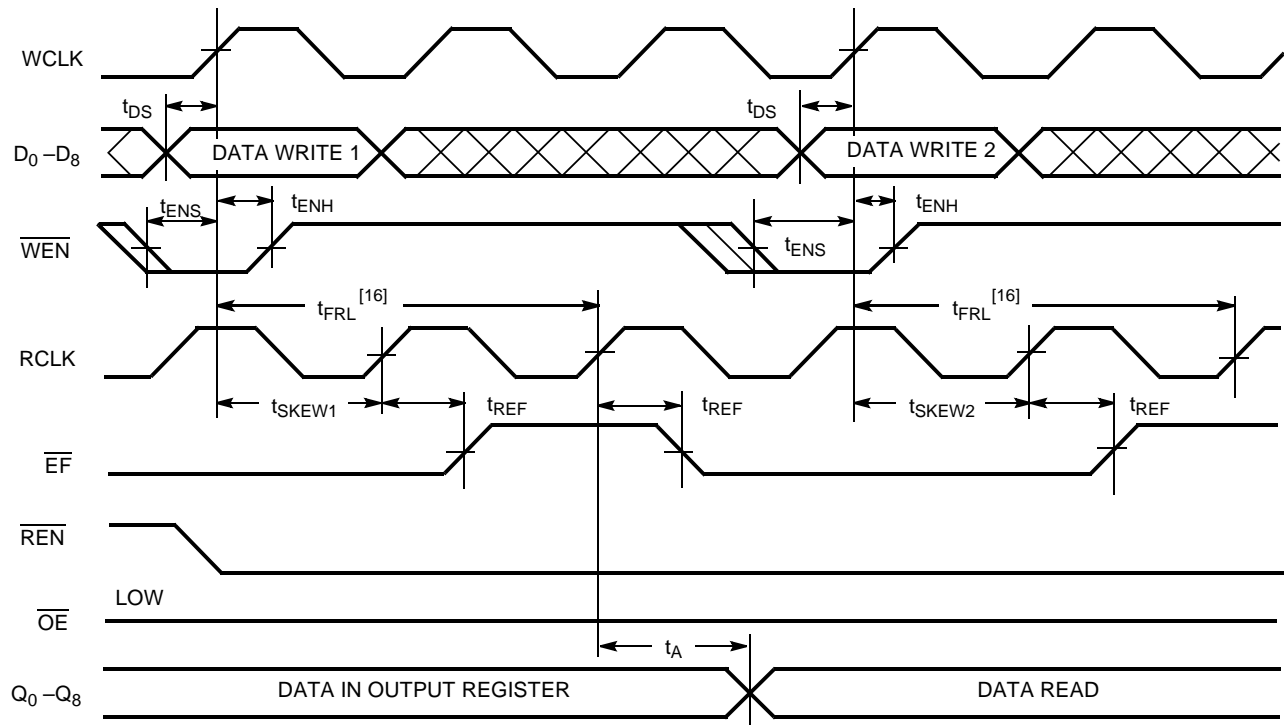 WCLK
tDS
tDS
D0 –D8
DATA WRITE 1
DATA WRITE 2
tENS
tENH
tENH
WEN
tENS
tFRL [16]
tFRL [16]
RCLK
tSKEW1
tREF
tREF
tSKEW2
tREF
EF
REN
LOW
OE
tA
Q0 –Q8
DATA IN OUTPUT REGISTER
DATA READ